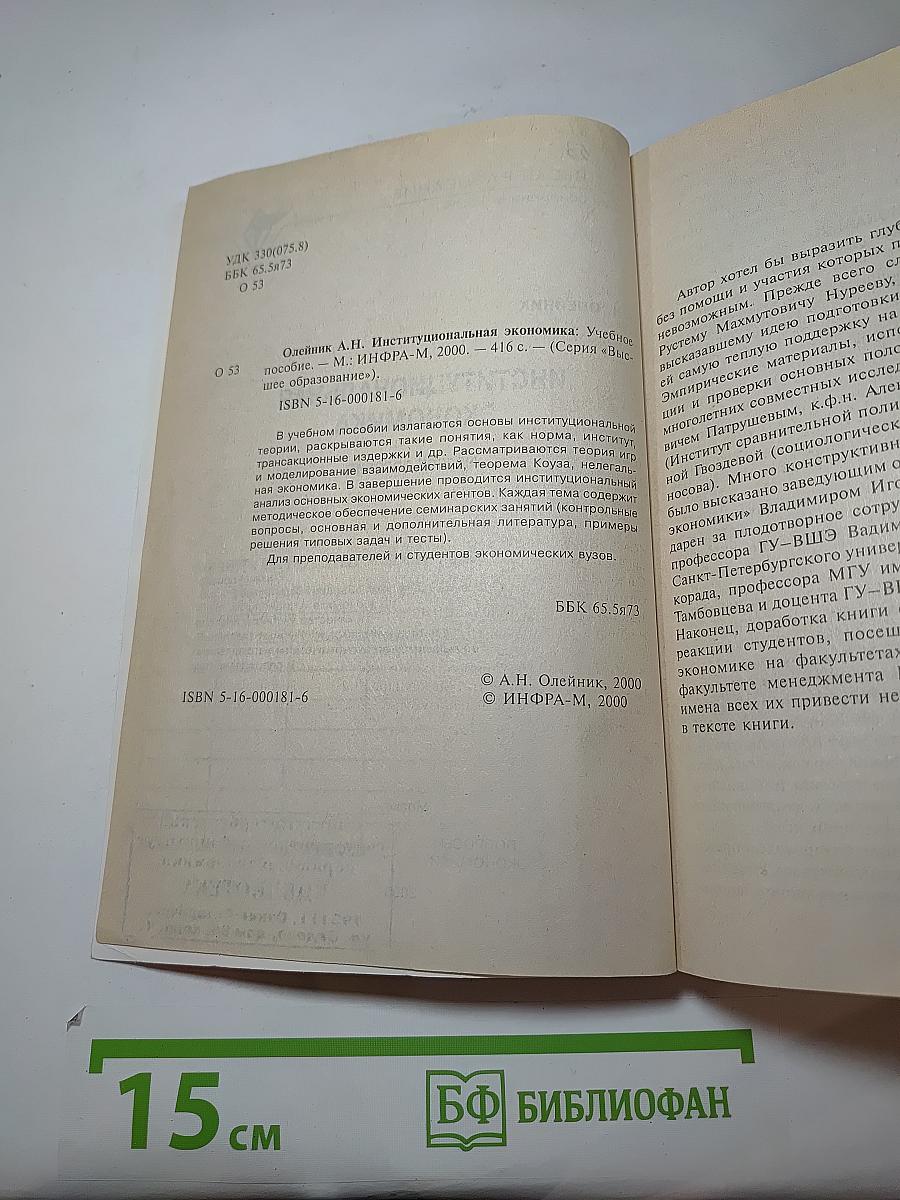 УДК 330(075.8)
ББК 65.5я73
О 53
Олейник А.Н. Институциональная экономика: Учебное
О 53 пособие. — М.: ИНФРА-М, 2000. — 416 с. — (Серия «Выс-
шее образование»).
ISBN 5-16-000181-6
В учебном пособии излагаются основы институциональной
теории, раскрываются такие понятия, как норма, институт,
трансакционные издержки и др. Рассматриваются теория игр
и моделирование взаимодействий, теорема Коуза, нелегаль-
ная экономика. В завершение проводится институциональный
анализ основных экономических агентов. Каждая тема содержит
методическое обеспечение семинарских занятий (контрольные
вопросы, основная и дополнительная литература, примеры
решения типовых задач и тесты).
Для преподавателей и студентов экономических вузов.
ББК 65.5я73
© А.Н. Олейник, 2000
ISBN 5-16-000181-6 © ИНФРА-М, 2000
Автор хотел бы выразить глуб
без помощи и участия которых п
невозможным. Прежде всего сл
Рустему Махмутовичу Нурееву,
высказавшему идею подготовки
ей самую теплую поддержку на
Эмпирические материалы, испо
ции и проверки основных поло
многолетних совместных исслед
вичем Патрушевым, к.ф.н. Але
(Институт сравнительной поли
ной Гвоздевой (социологическ
носова). Много конструктивн
было высказано заведующим о
экономики» Владимиром Иго
дарен за плодотворное сотру
профессора ГУ—ВШЭ Вадим
Санкт-Петербургского универ
корада, профессора МГУ им
Тамбовцева и доцента ГУ—В
Наконец, доработка книги
реакции студентов, посещ
экономике на факультетах
факультете менеджмента
имена всех их привести не
в тексте книги.
15 см
БФ БИБЛИОФАН